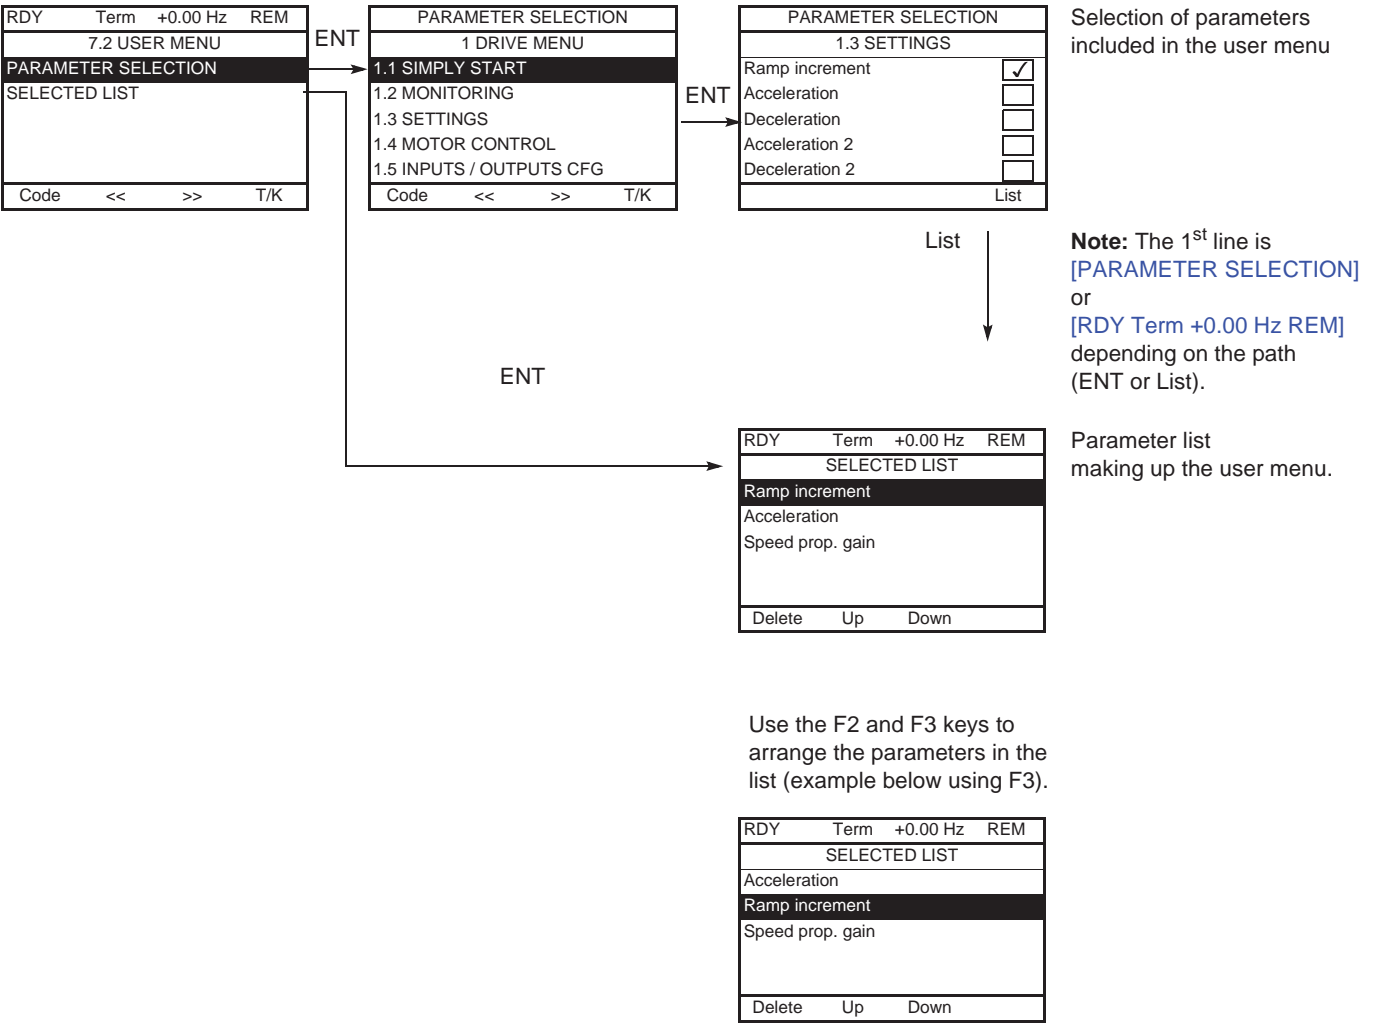 RDY Term +0.00 Hz REM
7.2 USER MENU
PARAMETER SELECTION
SELECTED LIST
Code << >> T/K
ENT
PARAMETER SELECTION
1 DRIVE MENU
1.1 SIMPLY START
1.2 MONITORING
1.3 SETTINGS
1.4 MOTOR CONTROL
1.5 INPUTS / OUTPUTS CFG
Code << >> T/K
ENT
PARAMETER SELECTION
1.3 SETTINGS
Ramp increment ✓
Acceleration
Deceleration
Acceleration 2
Deceleration 2
List
Selection of parameters
included in the user menu
List
Note: The 1st line is
[PARAMETER SELECTION]
or
[RDY Term +0.00 Hz REM]
depending on the path
(ENT or List).
ENT
RDY Term +0.00 Hz REM
SELECTED LIST
Ramp increment
Acceleration
Speed prop. gain
Delete Up Down
Parameter list
making up the user menu.
Use the F2 and F3 keys to
arrange the parameters in the
list (example below using F3).
RDY Term +0.00 Hz REM
SELECTED LIST
Acceleration
Ramp increment
Speed prop. gain
Delete Up Down